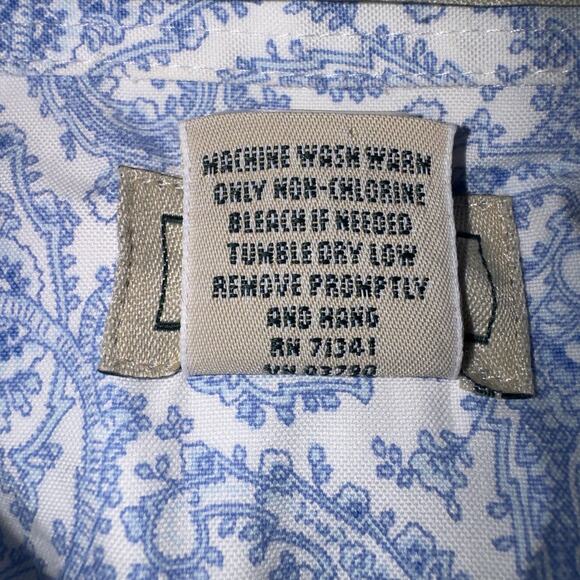 MACHINE WASH WARM
ONLY NON-CHLORINE
BLEACH IF NEEDED
TUMBLE DRY LOW
REMOVE PROMPTLY
AND HANG
RN 71341